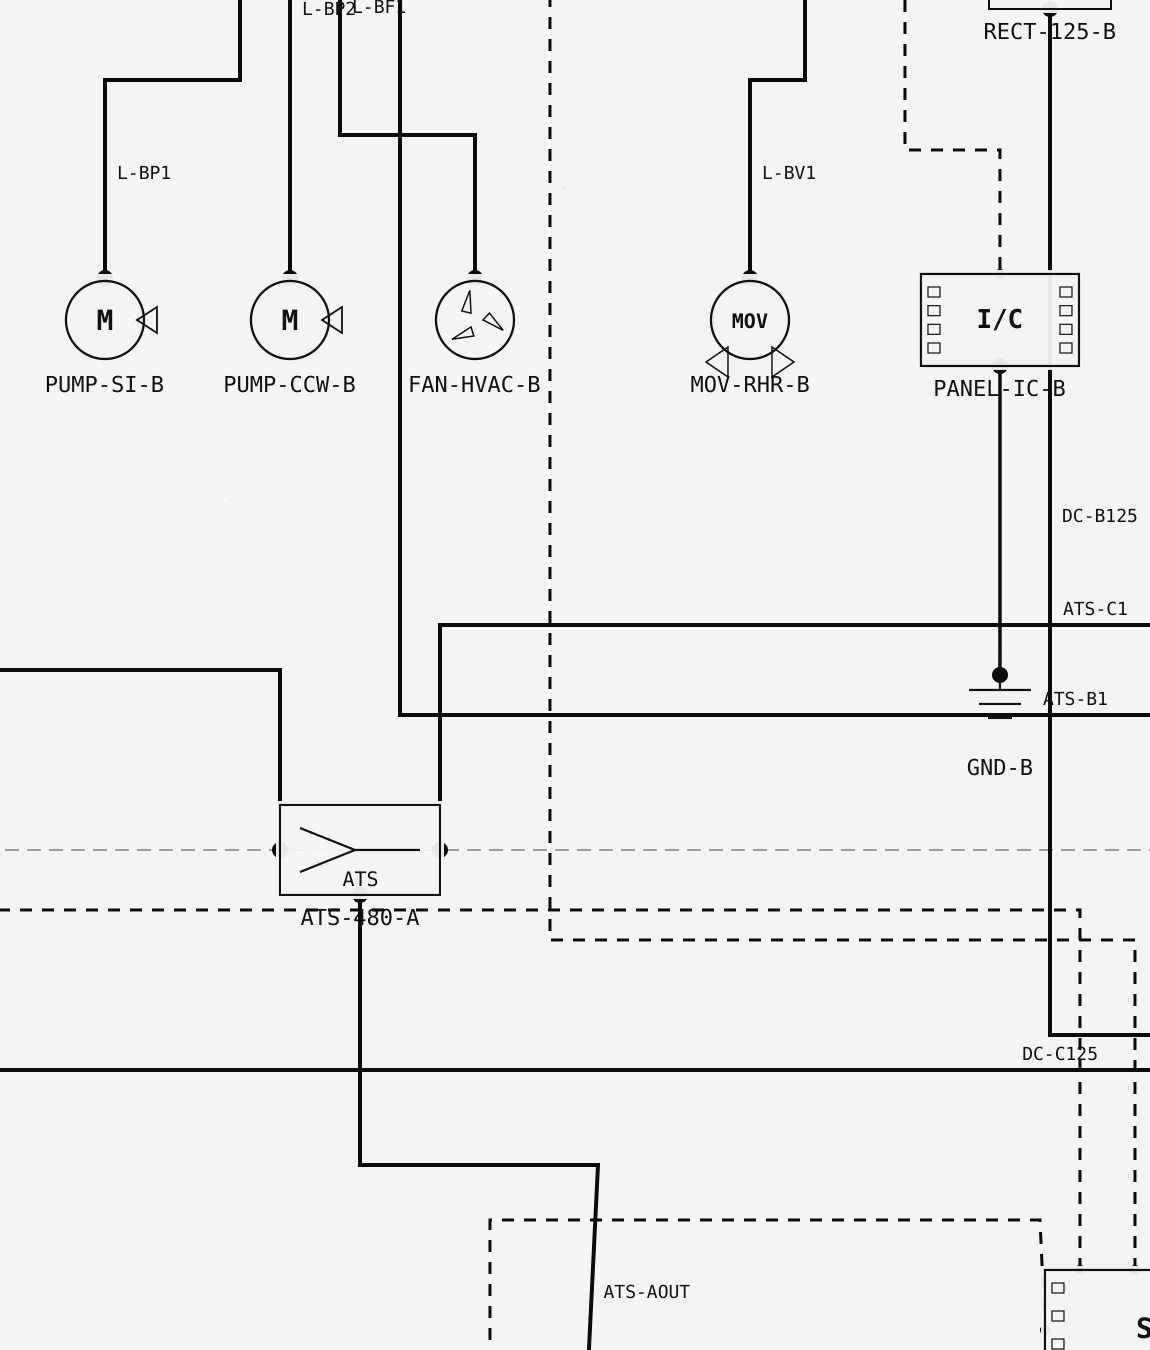 L-BP2
L-BF1
RECT-125-B
L-BP1
L-BV1
M
M
MOV
I/C
PUMP-SI-B
PUMP-CCW-B
FAN-HVAC-B
MOV-RHR-B
PANEL-IC-B
DC-B125
ATS-C1
ATS-B1
GND-B
ATS
ATS-480-A
DC-C125
ATS-AOUT
S